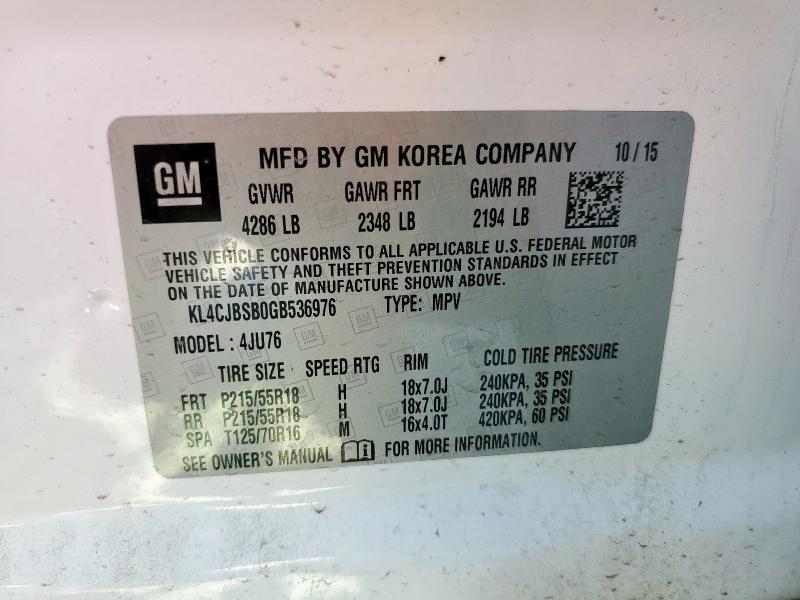 GM MFD BY GM KOREA COMPANY 10 / 15
GVWR GAWR FRT GAWR RR
4286 LB 2348 LB 2194 LB
THIS VEHICLE CONFORMS TO ALL APPLICABLE U.S. FEDERAL MOTOR
VEHICLE SAFETY AND THEFT PREVENTION STANDARDS IN EFFECT
ON THE DATE OF MANUFACTURE SHOWN ABOVE.
KL4CJBSB0GB536976 TYPE: MPV
MODEL : 4JU76
TIRE SIZE SPEED RTG RIM COLD TIRE PRESSURE
FRT P215/55R18 H 18x7.0J 240KPA, 35 PSI
RR P215/55R18 H 18x7.0J 240KPA, 35 PSI
SPA T125/70R16 M 16x4.0T 420KPA, 60 PSI
SEE OWNER'S MANUAL FOR MORE INFORMATION.